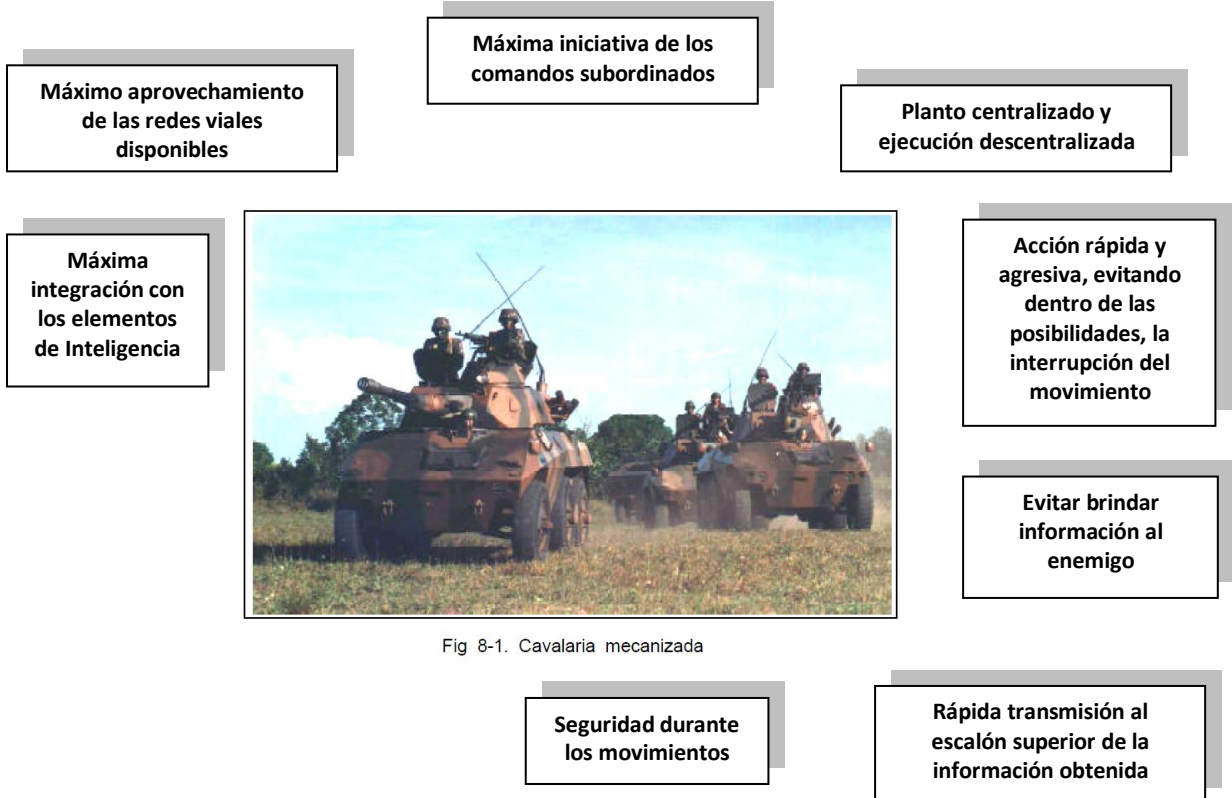 Máxima iniciativa de los
comandos subordinados
Máximo aprovechamiento
de las redes viales
disponibles
Planto centralizado y
ejecución descentralizada
Máxima
integración con
los elementos
de Inteligencia
Acción rápida y
agresiva, evitando
dentro de las
posibilidades, la
interrupción del
movimiento
Evitar brindar
información al
enemigo
Fig 8-1. Cavalaria mecanizada
Seguridad durante
los movimientos
Rápida transmisión al
escalón superior de la
información obtenida